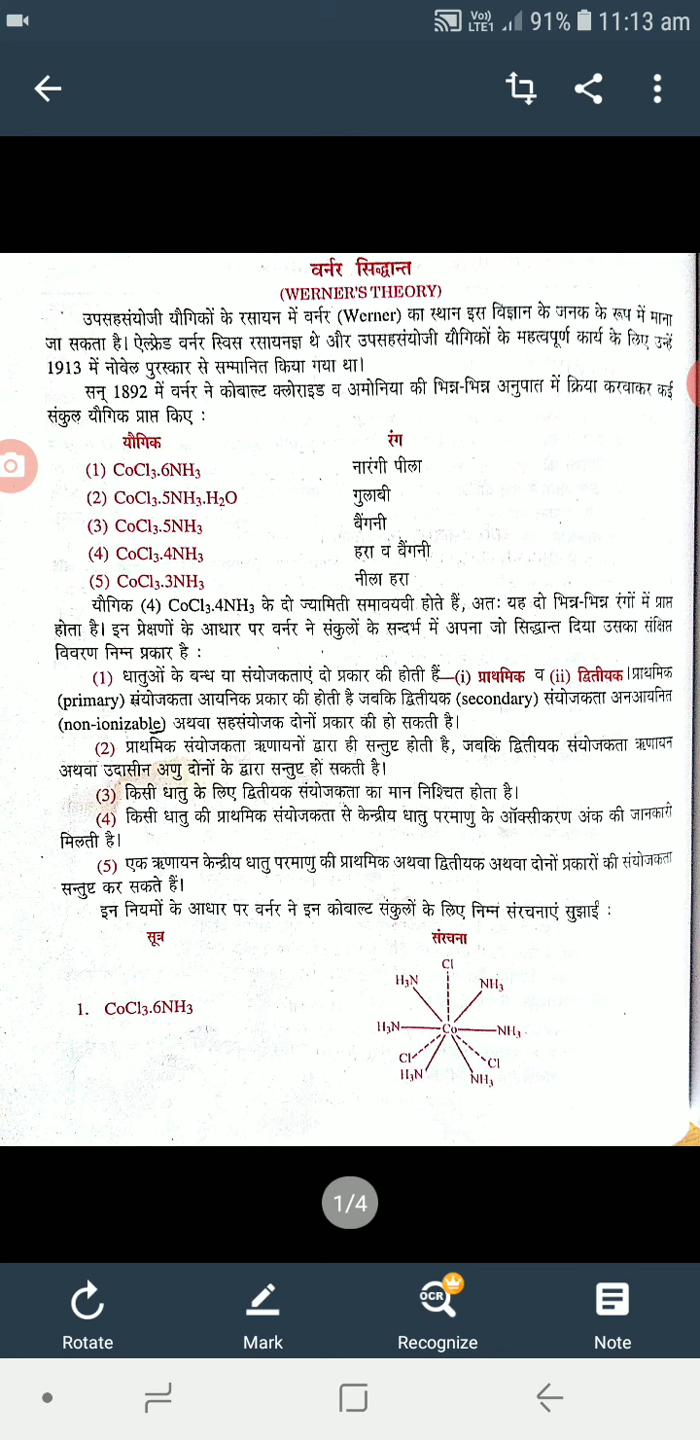 Vo)) LTE1 91% 11:13 am
वर्नर सिद्धान्त
(WERNER'S THEORY)
उपसहसंयोजी यौगिकों के रसायन में वर्नर (Werner) का स्थान इस विज्ञान के जनक के रूप में माना
जा सकता है। ऐल्फ्रेड वर्नर स्विस रसायनज्ञ थे और उपसहसंयोजी यौगिकों के महत्वपूर्ण कार्य के लिए उन्हें
1913 में नोबेल पुरस्कार से सम्मानित किया गया था।
सन् 1892 में वर्नर ने कोबाल्ट क्लोराइड व अमोनिया की भिन्न-भिन्न अनुपात में क्रिया करवाकर कई
संकुल यौगिक प्राप्त किए :
यौगिक रंग
(1) CoCl₃.6NH₃ नारंगी पीला
(2) CoCl₃.5NH₃.H₂O गुलाबी
(3) CoCl₃.5NH₃ बैंगनी
(4) CoCl₃.4NH₃ हरा व बैंगनी
(5) CoCl₃.3NH₃ नीला हरा
यौगिक (4) CoCl₃.4NH₃ के दो ज्यामिती समावयवी होते हैं, अतः यह दो भिन्न-भिन्न रंगों में प्राप्त
होता है। इन प्रेक्षणों के आधार पर वर्नर ने संकुलों के सन्दर्भ में अपना जो सिद्धान्त दिया उसका संक्षिप्त
विवरण निम्न प्रकार है :
(1) धातुओं के बन्ध या संयोजकताएं दो प्रकार की होती हैं—(i) प्राथमिक व (ii) द्वितीयक। प्राथमिक
(primary) संयोजकता आयनिक प्रकार की होती है जबकि द्वितीयक (secondary) संयोजकता अनआयनित
(non-ionizable) अथवा सहसंयोजक दोनों प्रकार की हो सकती है।
(2) प्राथमिक संयोजकता ऋणायनों द्वारा ही सन्तुष्ट होती है, जबकि द्वितीयक संयोजकता ऋणायन
अथवा उदासीन अणु दोनों के द्वारा सन्तुष्ट हो सकती है।
(3) किसी धातु के लिए द्वितीयक संयोजकता का मान निश्चित होता है।
(4) किसी धातु की प्राथमिक संयोजकता से केन्द्रीय धातु परमाणु के ऑक्सीकरण अंक की जानकारी
मिलती है।
(5) एक ऋणायन केन्द्रीय धातु परमाणु की प्राथमिक अथवा द्वितीयक अथवा दोनों प्रकारों की संयोजकता
सन्तुष्ट कर सकते हैं।
इन नियमों के आधार पर वर्नर ने इन कोबाल्ट संकुलों के लिए निम्न संरचनाएं सुझाईं :
सूत्र संरचना
Cl
H₃N NH₃
1. CoCl₃.6NH₃
H₃N Co NH₃
Cl Cl
H₃N NH₃
1/4
OCR
Rotate Mark Recognize Note